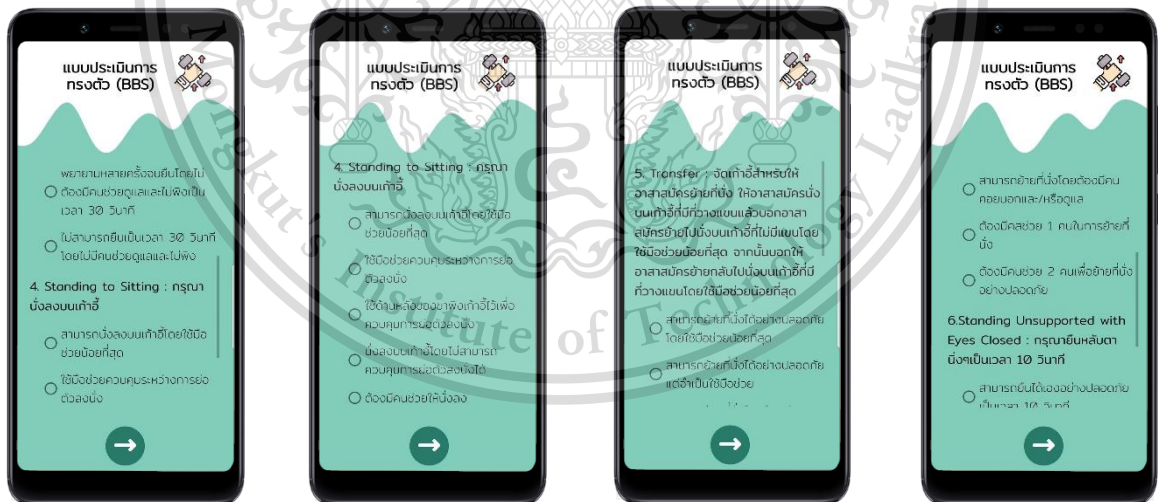 แบบประเมินการ
ทรงตัว (BBS)
พยายามหลายครั้งจนยืนโดยไม่
ต้องมีคนช่วยดูแลและไม่พิงเป็น
เวลา 30 วินาที
ไม่สามารถยืนเป็นเวลา 30 วินาที
โดยไม่มีคนช่วยดูแลและไม่พิง
4. Standing to Sitting : กรุณา
นั่งลงบนเก้าอี้
สามารถนั่งลงบนเก้าอี้โดยใช้มือ
ช่วยน้อยที่สุด
ใช้มือช่วยควบคุมระหว่างการย่อ
ตัวลงนั่ง
แบบประเมินการ
ทรงตัว (BBS)
4. Standing to Sitting : กรุณา
นั่งลงบนเก้าอี้
สามารถนั่งลงบนเก้าอี้โดยใช้มือ
ช่วยน้อยที่สุด
ใช้มือช่วยควบคุมระหว่างการย่อ
ตัวลงนั่ง
ใช้ด้านหลังของขาพิงเก้าอี้ไว้เพื่อ
ควบคุมการย่อตัวลงนั่ง
นั่งลงบนเก้าอี้โดยไม่สามารถ
ควบคุมการย่อตัวลงนั่งได้
ต้องมีคนช่วยให้นั่งลง
แบบประเมินการ
ทรงตัว (BBS)
5. Transfer : จัดเก้าอี้สำหรับให้
อาสาสมัครย้ายที่นั่ง ให้อาสาสมัครนั่ง
บนเก้าอี้ที่มีที่วางแขนแล้วบอกอาสา
สมัครย้ายไปนั่งบนเก้าอี้ที่ไม่มีแขนโดย
ใช้มือช่วยน้อยที่สุด จากนั้นบอกให้
อาสาสมัครย้ายกลับไปนั่งบนเก้าอี้ที่มี
ที่วางแขนโดยใช้มือช่วยน้อยที่สุด
สามารถย้ายที่นั่งได้อย่างปลอดภัย
โดยใช้มือช่วยน้อยที่สุด
สามารถย้ายที่นั่งได้อย่างปลอดภัย
แต่จำเป็นใช้มือช่วย
แบบประเมินการ
ทรงตัว (BBS)
สามารถย้ายที่นั่งโดยต้องมีคน
คอยบอกและ/หรือดูแล
ต้องมีคสช่วย 1 คนในการย้ายที่
นั่ง
ต้องมีคนช่วย 2 คนเพื่อย้ายที่นั่ง
อย่างปลอดภัย
6.Standing Unsupported with
Eyes Closed : กรุณายืนหลับตา
นิ่งๆเป็นเวลา 10 วินาที
สามารถยืนได้เองอย่างปลอดภัย
เป็นเวลา 10 วินาที
Mongkut's Institute of Technology Ladkra